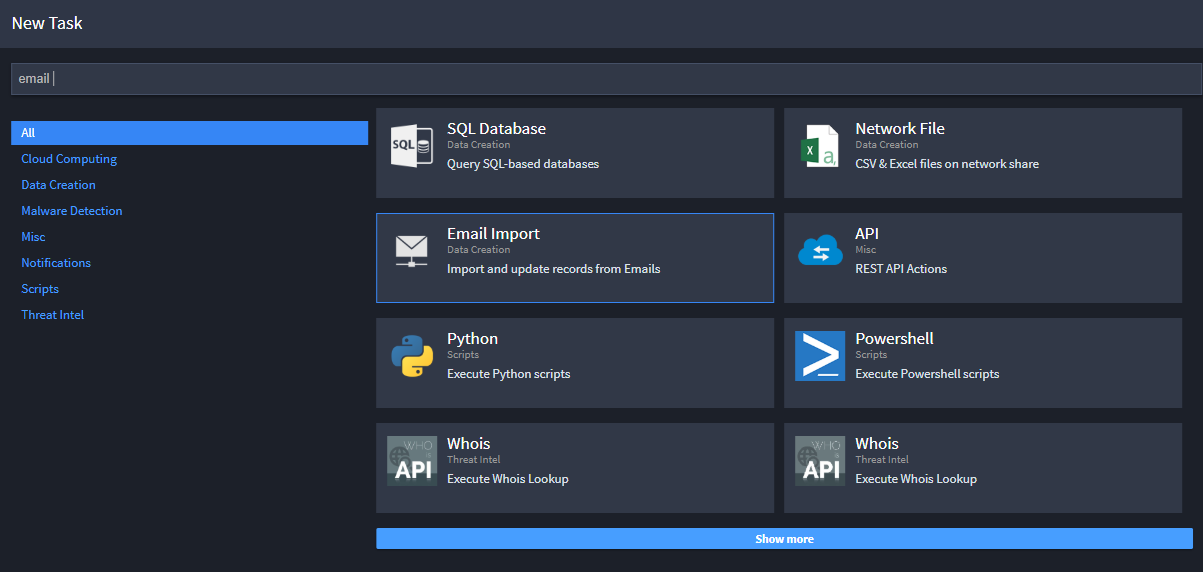 New Task
email
All
Cloud Computing
Data Creation
Malware Detection
Misc
Notifications
Scripts
Threat Intel
SQL Database
Data Creation
Query SQL-based databases
SQL
Network File
Data Creation
CSV & Excel files on network share
X a,
Email Import
Data Creation
Import and update records from Emails
API
Misc
REST API Actions
Python
Scripts
Execute Python scripts
Powershell
Scripts
Execute Powershell scripts
WHO
IS
API
Whois
Threat Intel
Execute Whois Lookup
WHO
IS
API
Whois
Threat Intel
Execute Whois Lookup
Show more